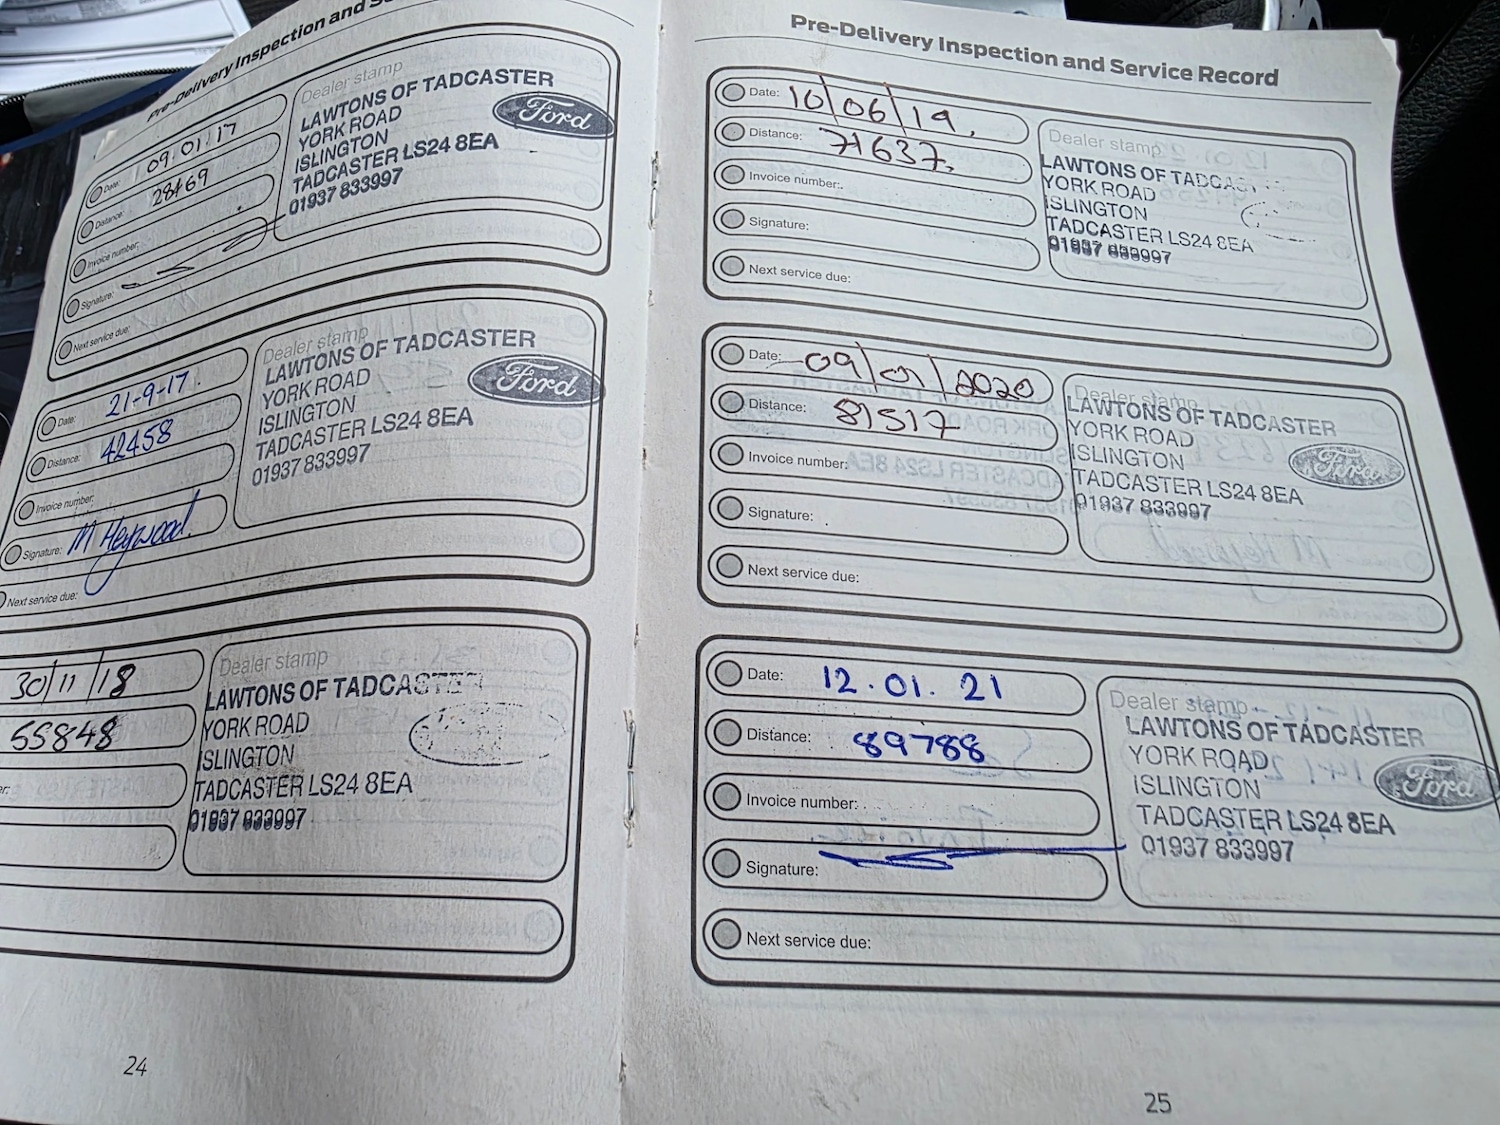 Pre-Delivery Inspection and
Date: 09.01.17
Distance: 28469
Invoice number:
Signature:
Next service due:
Dealer stamp
LAWTONS OF TADCASTER
YORK ROAD
ISLINGTON
TADCASTER LS24 8EA
01937 833997
Ford
Date: 21-9-17.
Distance: 42458
Invoice number:
Signature: M Heywood
Next service due:
Dealer stamp
LAWTONS OF TADCASTER
YORK ROAD
ISLINGTON
TADCASTER LS24 8EA
01937 833997
Ford
30/11/18
55848
Dealer stamp
LAWTONS OF TADCASTER
YORK ROAD
ISLINGTON
TADCASTER LS24 8EA
01937 833997
24
Pre-Delivery Inspection and Service Record
Date: 10/06/19.
Distance: 71637.
Invoice number:
Signature:
Next service due:
Dealer stamp
LAWTONS OF TADCA
YORK ROAD
ISLINGTON
TADCASTER LS24 8EA
01937 833997
Date: 09/01/2020
Distance: 81517
Invoice number:
Signature:
Next service due:
Dealer stamp
LAWTONS OF TADCASTER
YORK ROAD
ISLINGTON
TADCASTER LS24 8EA
01937 833997
Ford
Date: 12.01.21
Distance: 89788
Invoice number:
Signature:
Next service due:
Dealer stamp
LAWTONS OF TADCASTER
YORK ROAD
ISLINGTON
TADCASTER LS24 8EA
01937 833997
Ford
25